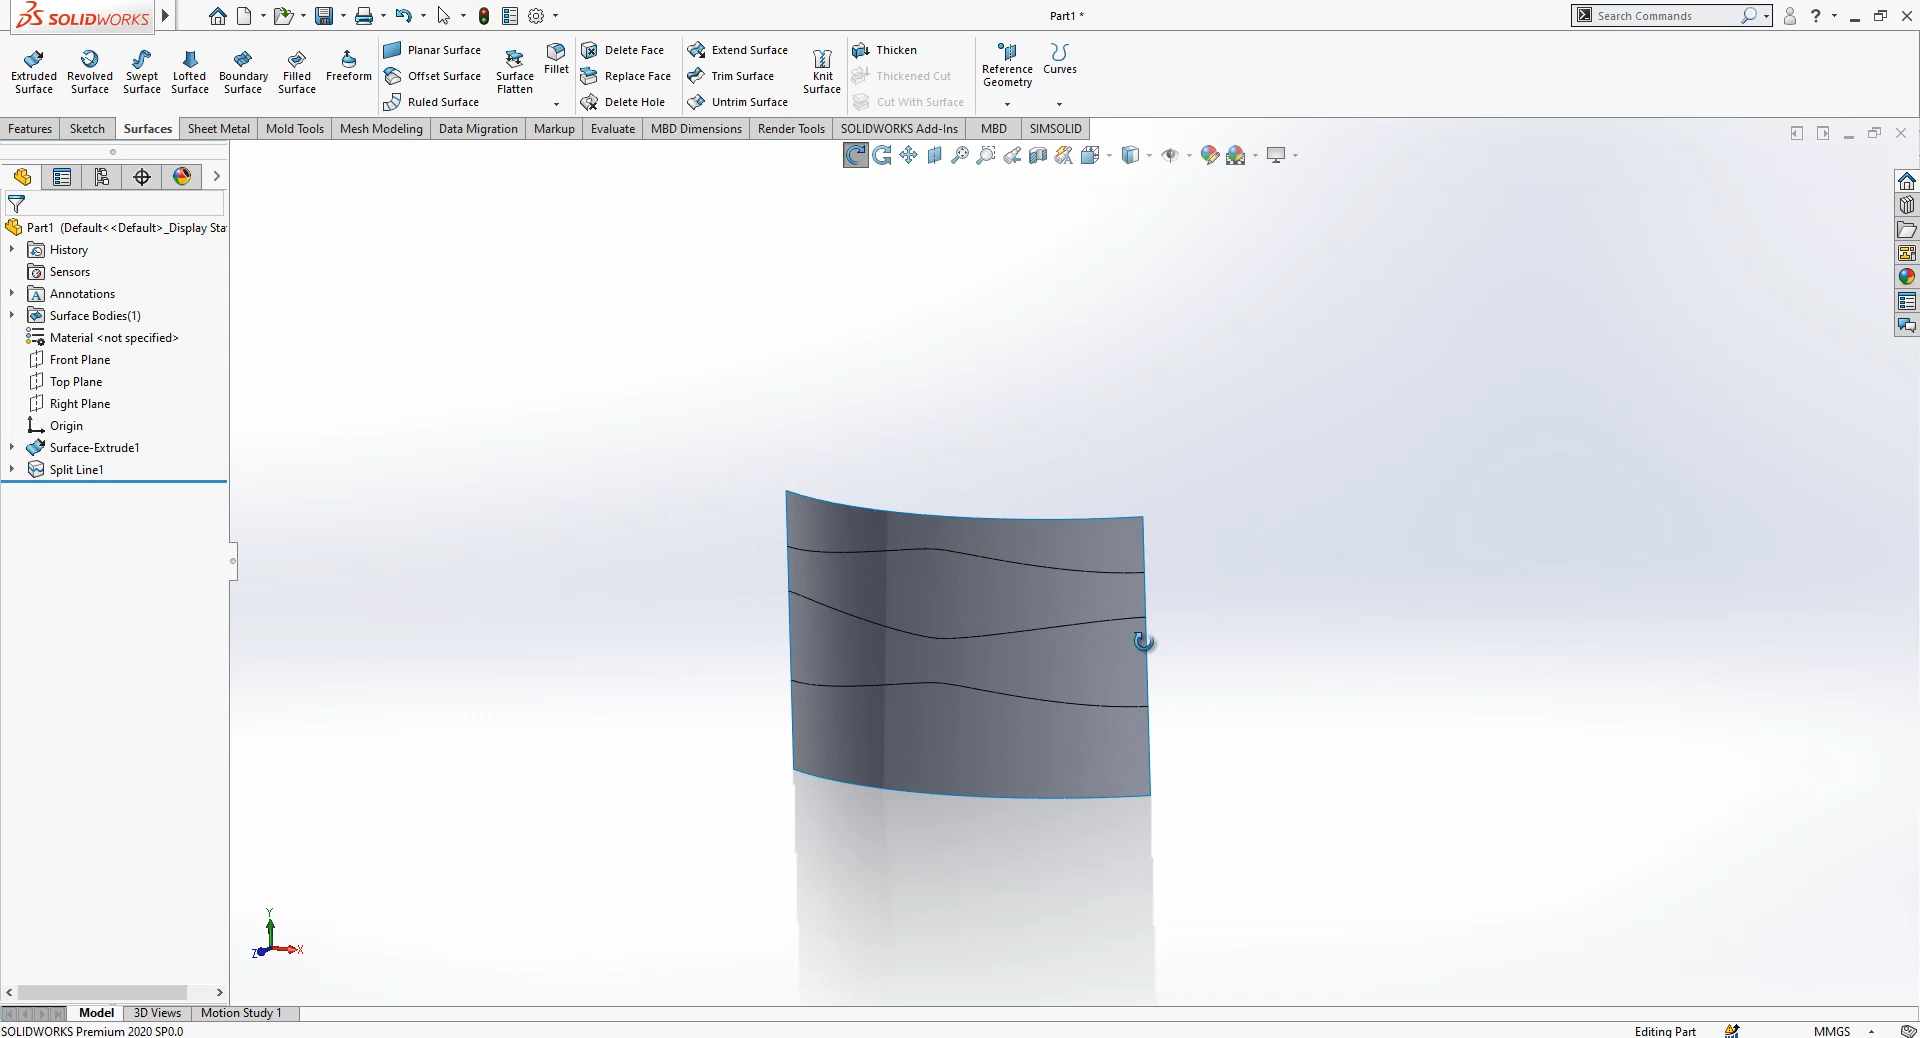 SOLIDWORKS
Part1 *
Search Commands
?
Extruded Surface
Revolved Surface
Swept Surface
Lofted Surface
Boundary Surface
Filled Surface
Freeform
Planar Surface
Offset Surface
Ruled Surface
Surface Flatten
Fillet
Delete Face
Replace Face
Delete Hole
Extend Surface
Trim Surface
Untrim Surface
Knit Surface
Thicken
Thickened Cut
Cut With Surface
Reference Geometry
Curves
Features
Sketch
Surfaces
Sheet Metal
Mold Tools
Mesh Modeling
Data Migration
Markup
Evaluate
MBD Dimensions
Render Tools
SOLIDWORKS Add-Ins
MBD
SIMSOLID
Part1 (Default<<Default>_Display Sta
History
Sensors
Annotations
Surface Bodies(1)
Material <not specified>
Front Plane
Top Plane
Right Plane
Origin
Surface-Extrude1
Split Line1
Y
Z
X
Model
3D Views
Motion Study 1
SOLIDWORKS Premium 2020 SP0.0
Editing Part
MMGS